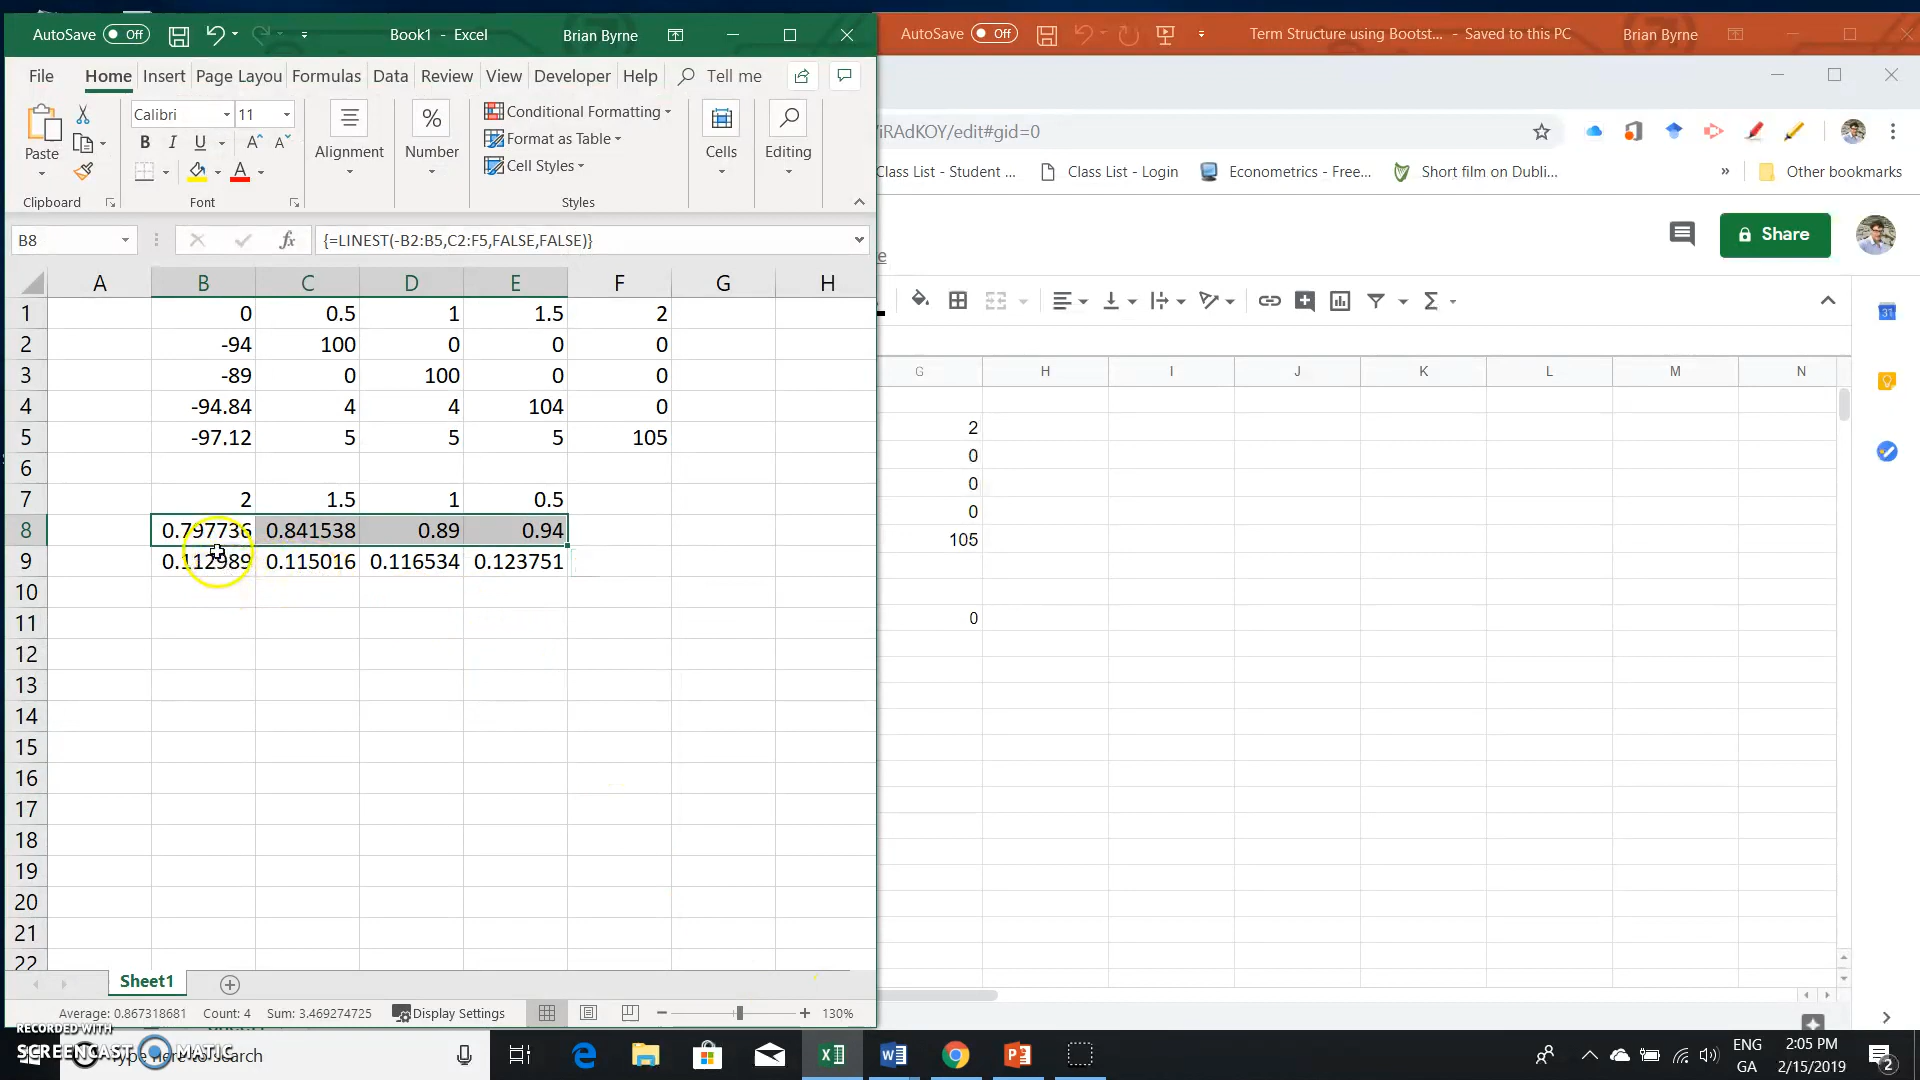 AutoSave Off Book1 - Excel Brian Byrne
AutoSave Off Term Structure using Bootst... - Saved to this PC Brian Byrne
File Home Insert Page Layou Formulas Data Review View Developer Help Tell me
iRAdKOY/edit#gid=0
Paste Calibri 11 B I U A A A
Alignment
% Number
Conditional Formatting
Format as Table
Cell Styles
Cells Editing
Clipboard Font Styles
Class List - Student ... Class List - Login Econometrics - Free... Short film on Dubli... » Other bookmarks
Share
B8 fx {=LINEST(-B2:B5,C2:F5,FALSE,FALSE)}
A B C D E F G H
1 0 0.5 1 1.5 2
2 -94 100 0 0 0
3 -89 0 100 0 0
4 -94.84 4 4 104 0
5 -97.12 5 5 5 105
6
7 2 1.5 1 0.5
8 0.797736 0.841538 0.89 0.94
9 0.112989 0.115016 0.116534 0.123751
10
11
12
13
14
15
16
17
18
19
20
21
22
G H I J K L M N
2
0
0
0
105
0
31
Sheet1
Average: 0.867318681 Count: 4 Sum: 3.469274725 Display Settings 130%
RECORDED WITH
SCREENCAST MATIC
Type here to search
ENG
GA
2:05 PM
2/15/2019
2